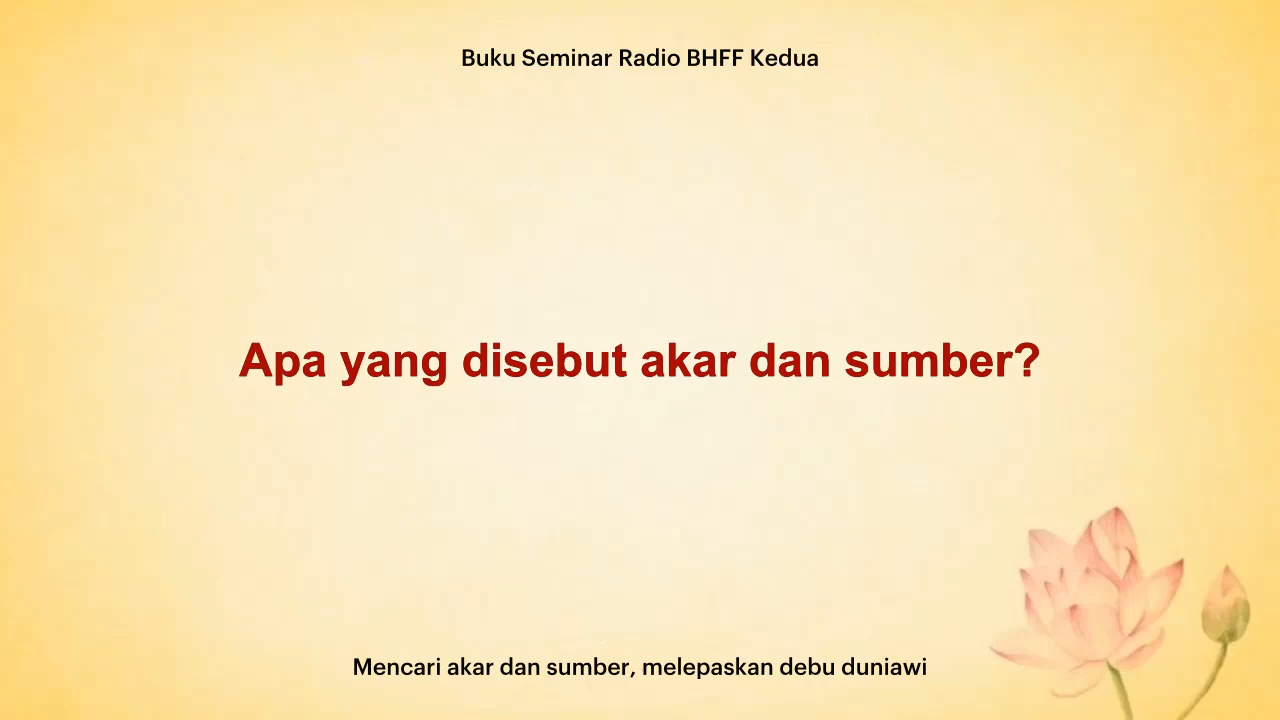 Buku Seminar Radio BHFF Kedua
Apa yang disebut akar dan sumber?
Mencari akar dan sumber, melepaskan debu duniawi